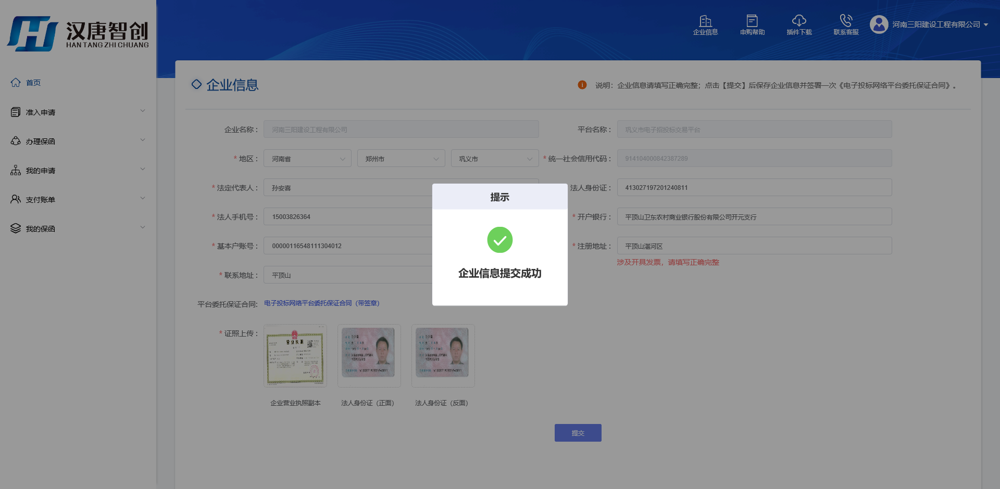 汉唐智创
HAN TANG ZHI CHUANG
企业信息
申购帮助
插件下载
联系客服
河南三阳建设工程有限公司
首页
准入申请
办理保函
我的申请
支付账单
我的保函
企业信息
说明：企业信息请填写正确完整；点击【提交】后保存企业信息并签署一次《电子投标网络平台委托保证合同》。
企业名称： 河南三阳建设工程有限公司 平台名称： 巩义市电子招投标交易平台
* 地区： 河南省 郑州市 巩义市 * 统一社会信用代码： 914104000842387289
* 法定代表人： 孙安喜 法人身份证： 413027197201240811
* 法人手机号： 15003826364 * 开户银行： 平顶山卫东农村商业银行股份有限公司开元支行
* 基本户账号： 00000116548111304012 * 注册地址： 平顶山湛河区
涉及开具发票，请填写正确完整
* 联系地址： 平顶山
平台委托保证合同: 电子投标网络平台委托保证合同（带签章）
* 证照上传：
营业执照
413027197201240811
413027197201240811
企业营业执照副本 法人身份证（正面） 法人身份证（反面）
提交
提示
企业信息提交成功